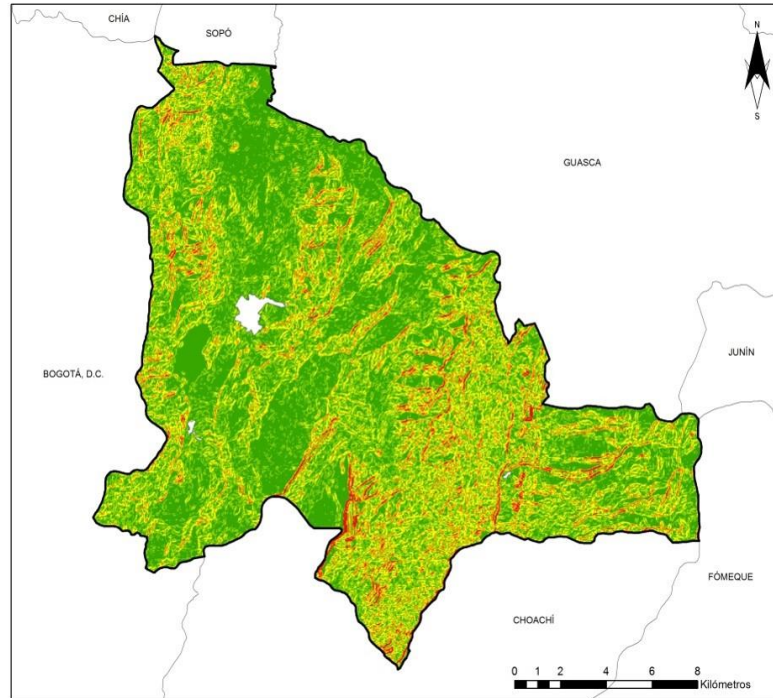 CHÍA
SOPÓ
N
S
GUASCA
JUNÍN
BOGOTÁ, D.C.
FÓMEQUE
CHOACHÍ
0 1 2 4 6 8
Kilómetros